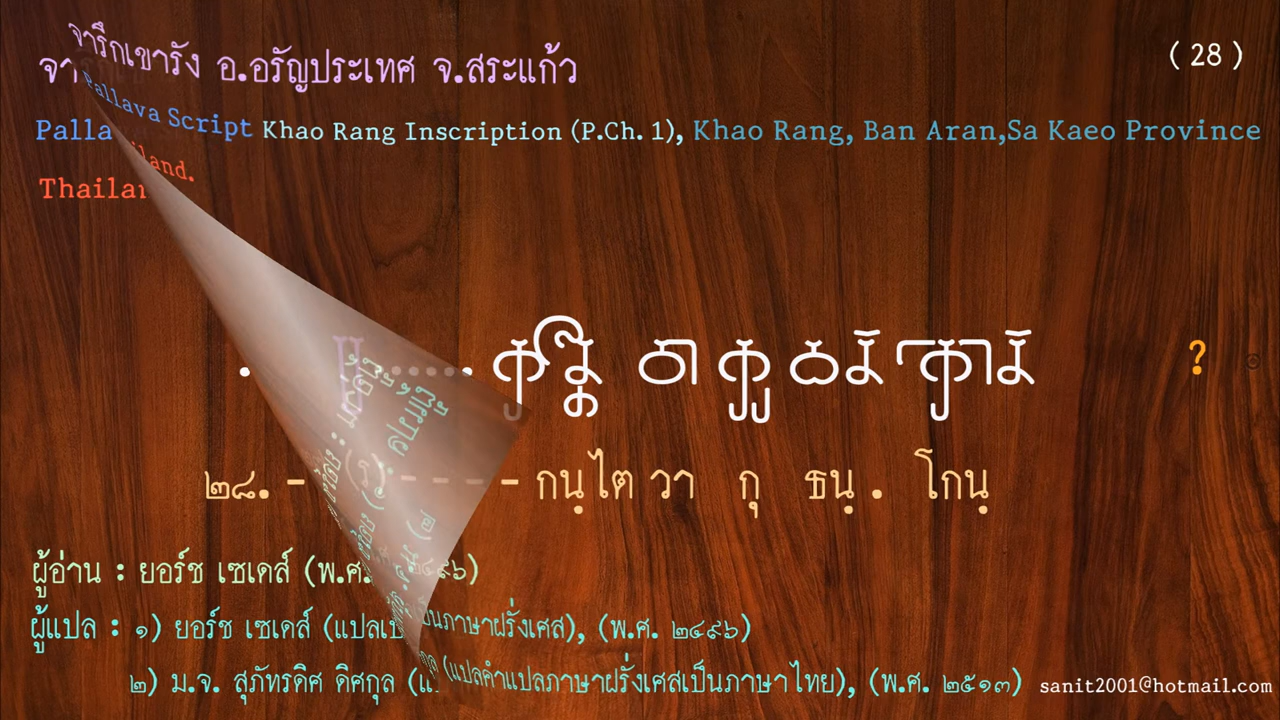 จารึกเขารัง อ.อรัญประเทศ จ.สระแก้ว
( 28 )
Pallava Script Khao Rang Inscription (P.Ch. 1), Khao Rang, Ban Aran,Sa Kaeo Province
Thailand.
?
๒๘. - - - - - กนฺไต วา กุ ธนฺ . โกนฺ
ผู้อ่าน : ยอร์ช เซเดส์ (พ.ศ. ๒๔๙๖)
ผู้แปล : ๑) ยอร์ช เซเดส์ (แปลเป็นภาษาฝรั่งเศส), (พ.ศ. ๒๔๙๖)
๒) ม.จ. สุภัทรดิศ ดิศกุล (แปลคำแปลภาษาฝรั่งเศสเป็นภาษาไทย), (พ.ศ. ๒๕๑๓)
sanit2001@hotmail.com